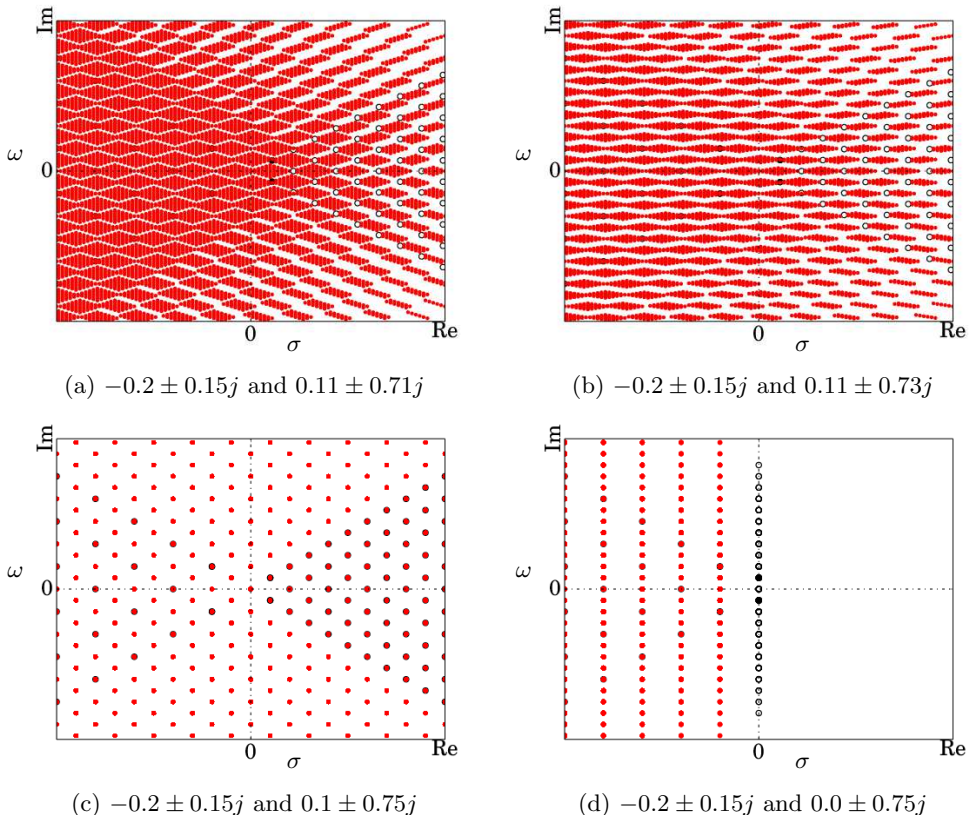 Im
Im
ω
0
ω
0
0
Re
0
Re
σ
σ
(a) −0.2 ± 0.15j and 0.11 ± 0.71j
(b) −0.2 ± 0.15j and 0.11 ± 0.73j
Im
Im
ω
0
ω
0
0
Re
0
Re
σ
σ
(c) −0.2 ± 0.15j and 0.1 ± 0.75j
(d) −0.2 ± 0.15j and 0.0 ± 0.75j